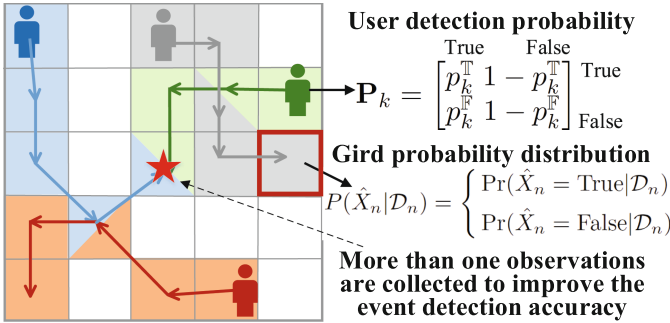 User detection probability
True False
P_k = [p_k^𝕋 1 − p_k^𝕋 True
p_k^𝔽 1 − p_k^𝔽] False
Gird probability distribution
P(X̂_n|𝒟_n) = { Pr(X̂_n = True|𝒟_n)
Pr(X̂_n = False|𝒟_n)
More than one observations
are collected to improve the
event detection accuracy